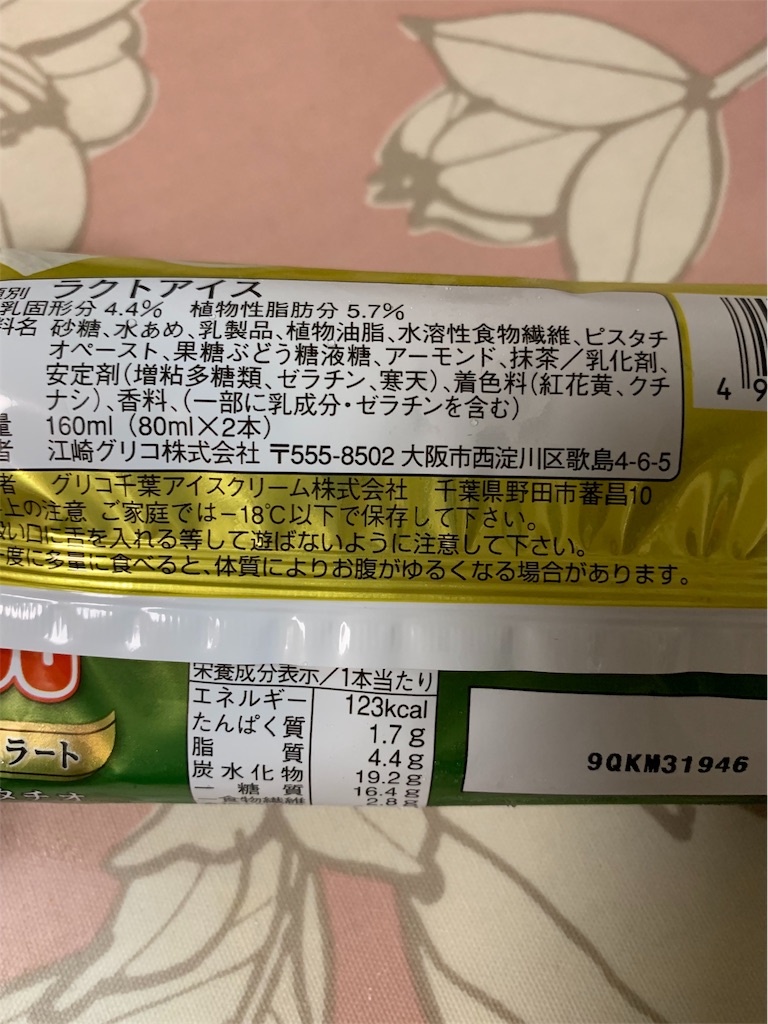 別 ラクトアイス
乳固形分 4.4% 植物性脂肪分 5.7%
料名 砂糖、水あめ、乳製品、植物油脂、水溶性食物繊維、ピスタチ
オペースト、果糖ぶどう糖液糖、アーモンド、抹茶/乳化剤、
安定剤(増粘多糖類、ゼラチン、寒天)、着色料(紅花黄、クチ
ナシ)、香料、(一部に乳成分・ゼラチンを含む)
量 160ml (80ml×2本)
者 江崎グリコ株式会社 〒555-8502 大阪市西淀川区歌島4-6-5
者 グリコ千葉アイスクリーム株式会社 千葉県野田市蕃昌10
上の注意 ご家庭では-18℃以下で保存して下さい。
吸い口に舌を入れる等して遊ばないように注意して下さい。
一度に多量に食べると、体質によりお腹がゆるくなる場合があります。
4 9
栄養成分表示/1本当たり
エネルギー 123kcal
たんぱく質 1.7g
脂質 4.4g
炭水化物 19.2g
-糖質 16.4g
-食物繊維 2.8g
ラート
タチオ
9QKM31946